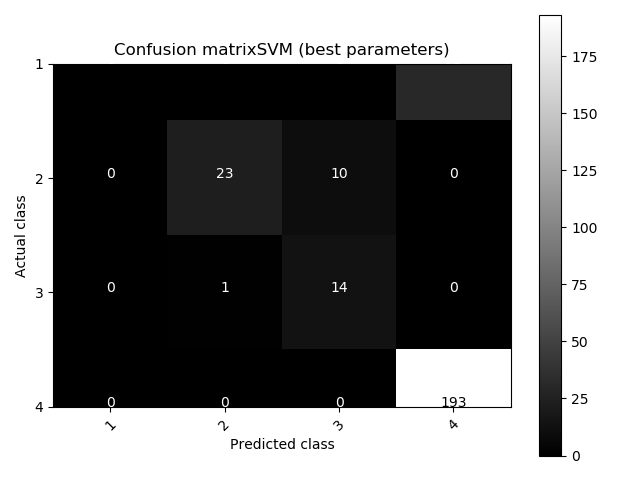 Confusion matrixSVM (best parameters)
1
2
3
4
Actual class
0 23 10 0
0 1 14 0
0 0 0 193
1 2 3 4
Predicted class
175
150
125
100
75
50
25
0